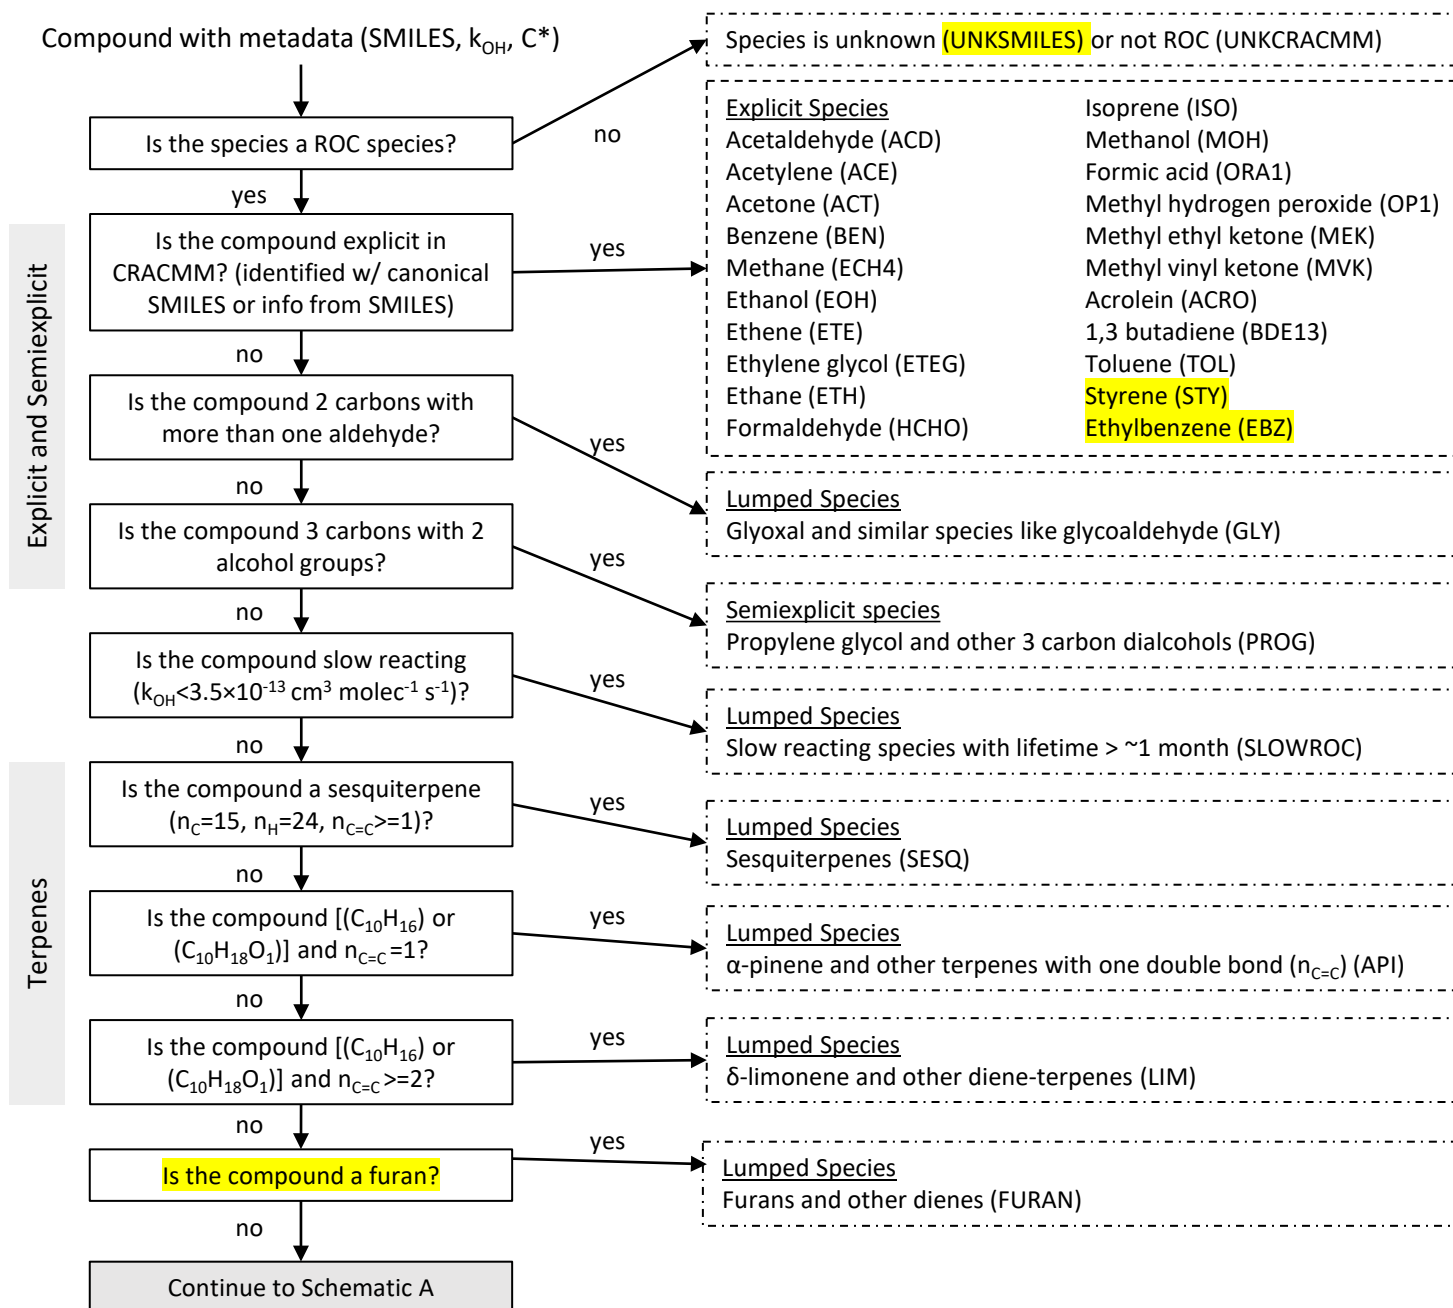 Compound with metadata (SMILES, kOH, C*)
Species is unknown (UNKSMILES) or not ROC (UNKCRACMM)
Is the species a ROC species?
no
yes
Explicit and Semiexplicit
Is the compound explicit in
CRACMM? (identified w/ canonical
SMILES or info from SMILES)
yes
Explicit Species
Acetaldehyde (ACD)
Acetylene (ACE)
Acetone (ACT)
Benzene (BEN)
Methane (ECH4)
Ethanol (EOH)
Ethene (ETE)
Ethylene glycol (ETEG)
Ethane (ETH)
Formaldehyde (HCHO)
Isoprene (ISO)
Methanol (MOH)
Formic acid (ORA1)
Methyl hydrogen peroxide (OP1)
Methyl ethyl ketone (MEK)
Methyl vinyl ketone (MVK)
Acrolein (ACRO)
1,3 butadiene (BDE13)
Toluene (TOL)
Styrene (STY)
Ethylbenzene (EBZ)
no
Is the compound 2 carbons with
more than one aldehyde?
yes
Lumped Species
Glyoxal and similar species like glycoaldehyde (GLY)
no
Is the compound 3 carbons with 2
alcohol groups?
yes
Semiexplicit species
Propylene glycol and other 3 carbon dialcohols (PROG)
no
Is the compound slow reacting
(kOH<3.5×10-13 cm3 molec-1 s-1)?
yes
Lumped Species
Slow reacting species with lifetime > ~1 month (SLOWROC)
no
Terpenes
Is the compound a sesquiterpene
(nC=15, nH=24, nC=C>=1)?
yes
Lumped Species
Sesquiterpenes (SESQ)
no
Is the compound [(C10H16) or
(C10H18O1)] and nC=C =1?
yes
Lumped Species
α-pinene and other terpenes with one double bond (nC=C) (API)
no
Is the compound [(C10H16) or
(C10H18O1)] and nC=C >=2?
yes
Lumped Species
δ-limonene and other diene-terpenes (LIM)
no
Is the compound a furan?
yes
Lumped Species
Furans and other dienes (FURAN)
no
Continue to Schematic A